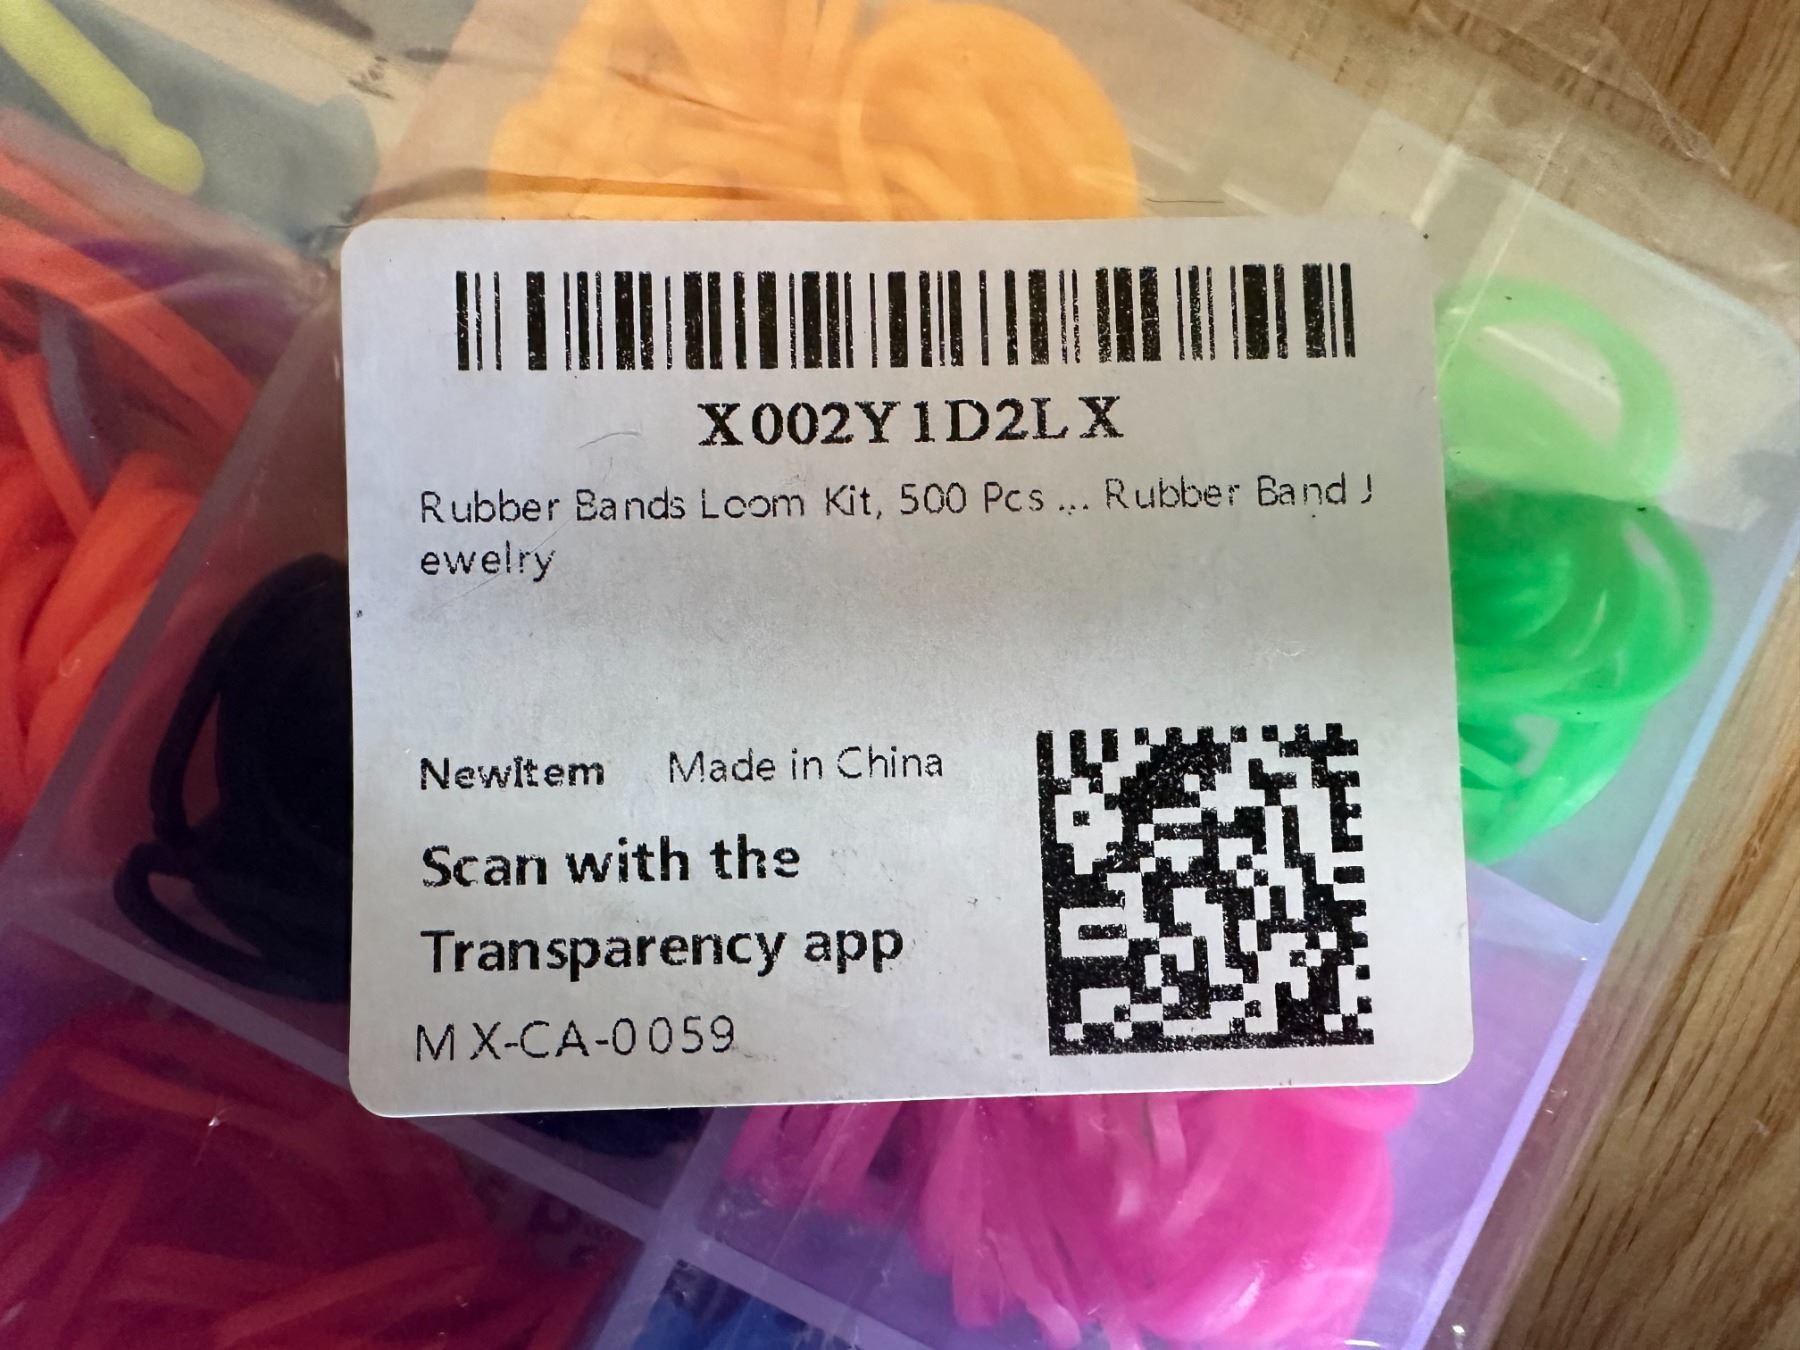 X002Y1D2LX
Rubber Bands Loom Kit, 500 Pcs ... Rubber Band J
ewelry
NewItem Made in China
Scan with the
Transparency app
MX-CA-0059